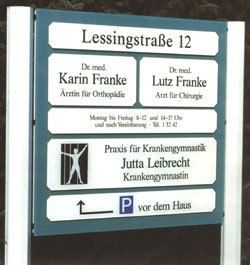 Lessingstraße 12
Dr. med.
Karin Franke
Ärztin für Orthopädie
Dr. med.
Lutz Franke
Arzt für Chirurgie
Montag bis Freitag 8-12 und 14-17 Uhr
und nach Vereinbarung - Tel. 1 32 42
Praxis für Krankengymnastik
Jutta Leibrecht
Krankengymnastin
P vor dem Haus